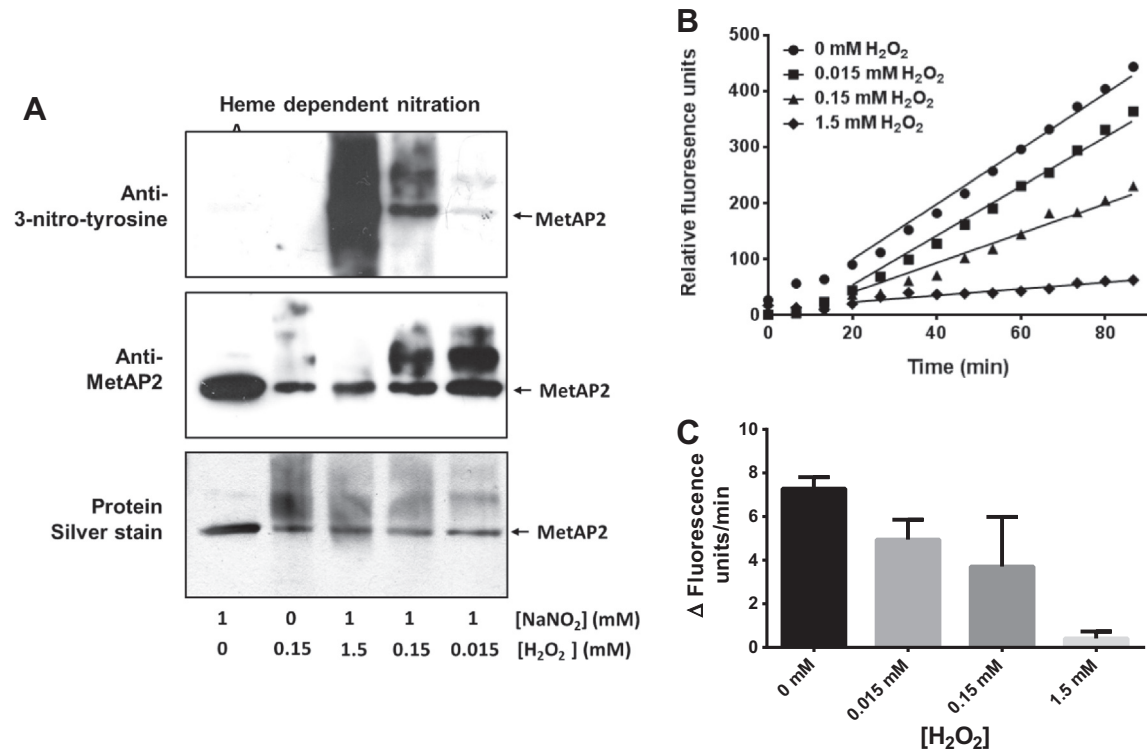 A
Heme dependent nitration
Anti-
3-nitro-tyrosine
← MetAP2
Anti-
MetAP2
← MetAP2
Protein
Silver stain
← MetAP2
1 0 1 1 1 [NaNO₂] (mM)
0 0.15 1.5 0.15 0.015 [H₂O₂ ] (mM)
B
500
400
300
200
100
0
0 20 40 60 80
Relative fluoresence units
Time (min)
0 mM H₂O₂
0.015 mM H₂O₂
0.15 mM H₂O₂
1.5 mM H₂O₂
C
10
8
6
4
2
0
Δ Fluorescence
units/min
0 mM
0.015 mM
0.15 mM
1.5 mM
[H₂O₂]